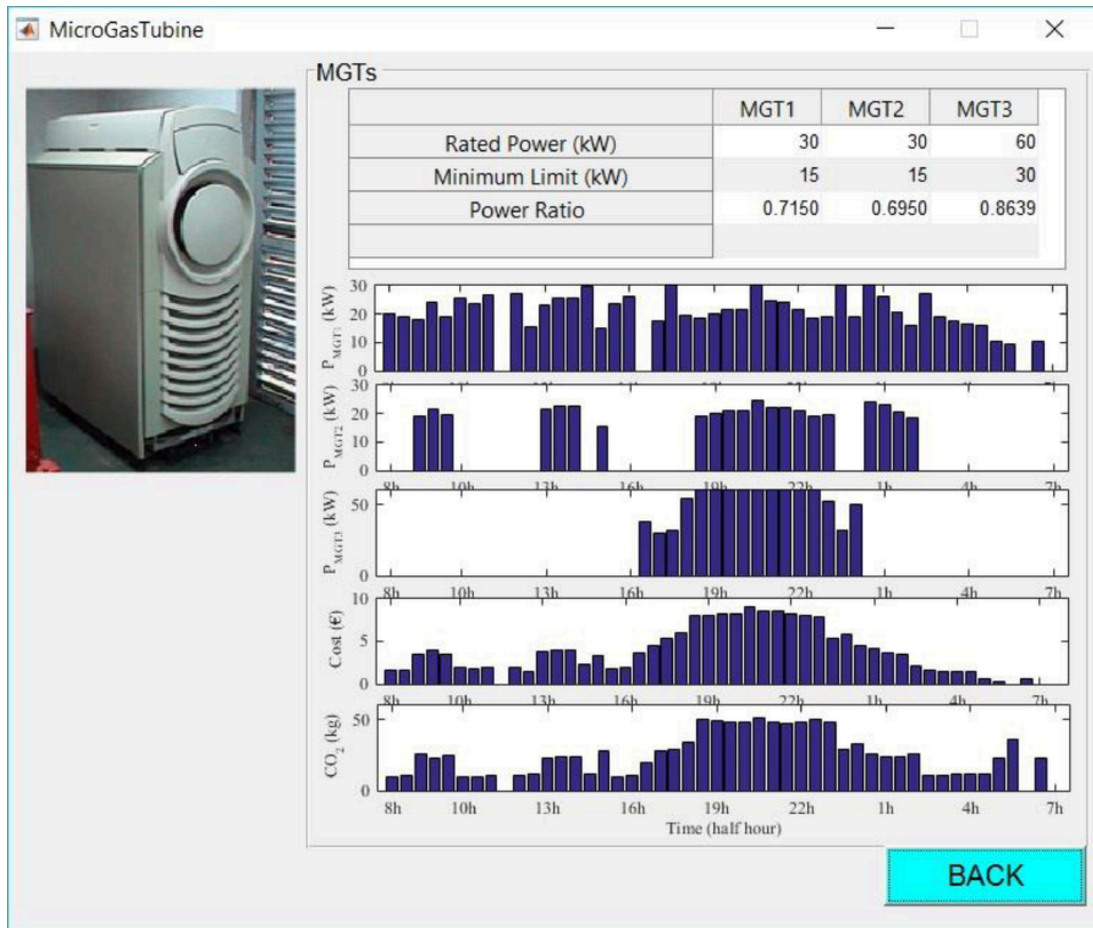 MicroGasTubine
MGTs
MGT1 MGT2 MGT3
Rated Power (kW) 30 30 60
Minimum Limit (kW) 15 15 30
Power Ratio 0.7150 0.6950 0.8639
P_MGT1 (kW)
30
20
10
0
P_MGT2 (kW)
30
20
10
0
8h 10h 13h 16h 19h 22h 1h 4h 7h
P_MGT3 (kW)
50
0
8h 10h 13h 16h 19h 22h 1h 4h 7h
Cost (€)
10
5
0
8h 10h 13h 16h 19h 22h 1h 4h 7h
CO₂ (kg)
50
0
8h 10h 13h 16h 19h 22h 1h 4h 7h
Time (half hour)
BACK